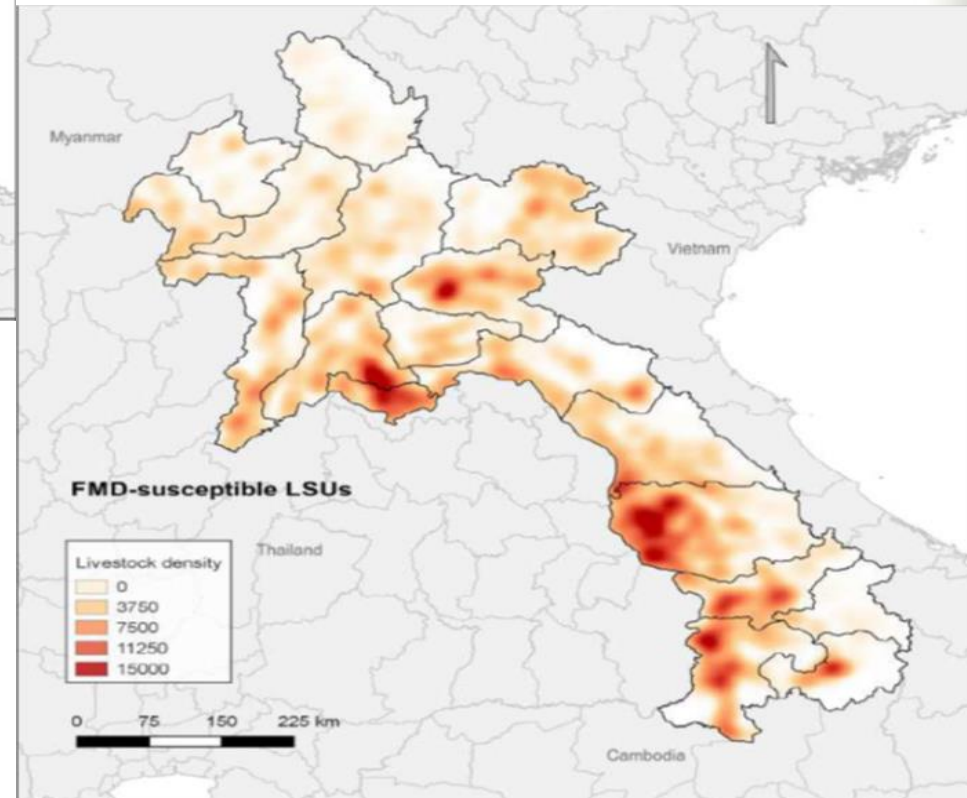 Myanmar
Vietnam
FMD-susceptible LSUs
Thailand
Livestock density
0
3750
7500
11250
15000
0 75 150 225 km
Cambodia